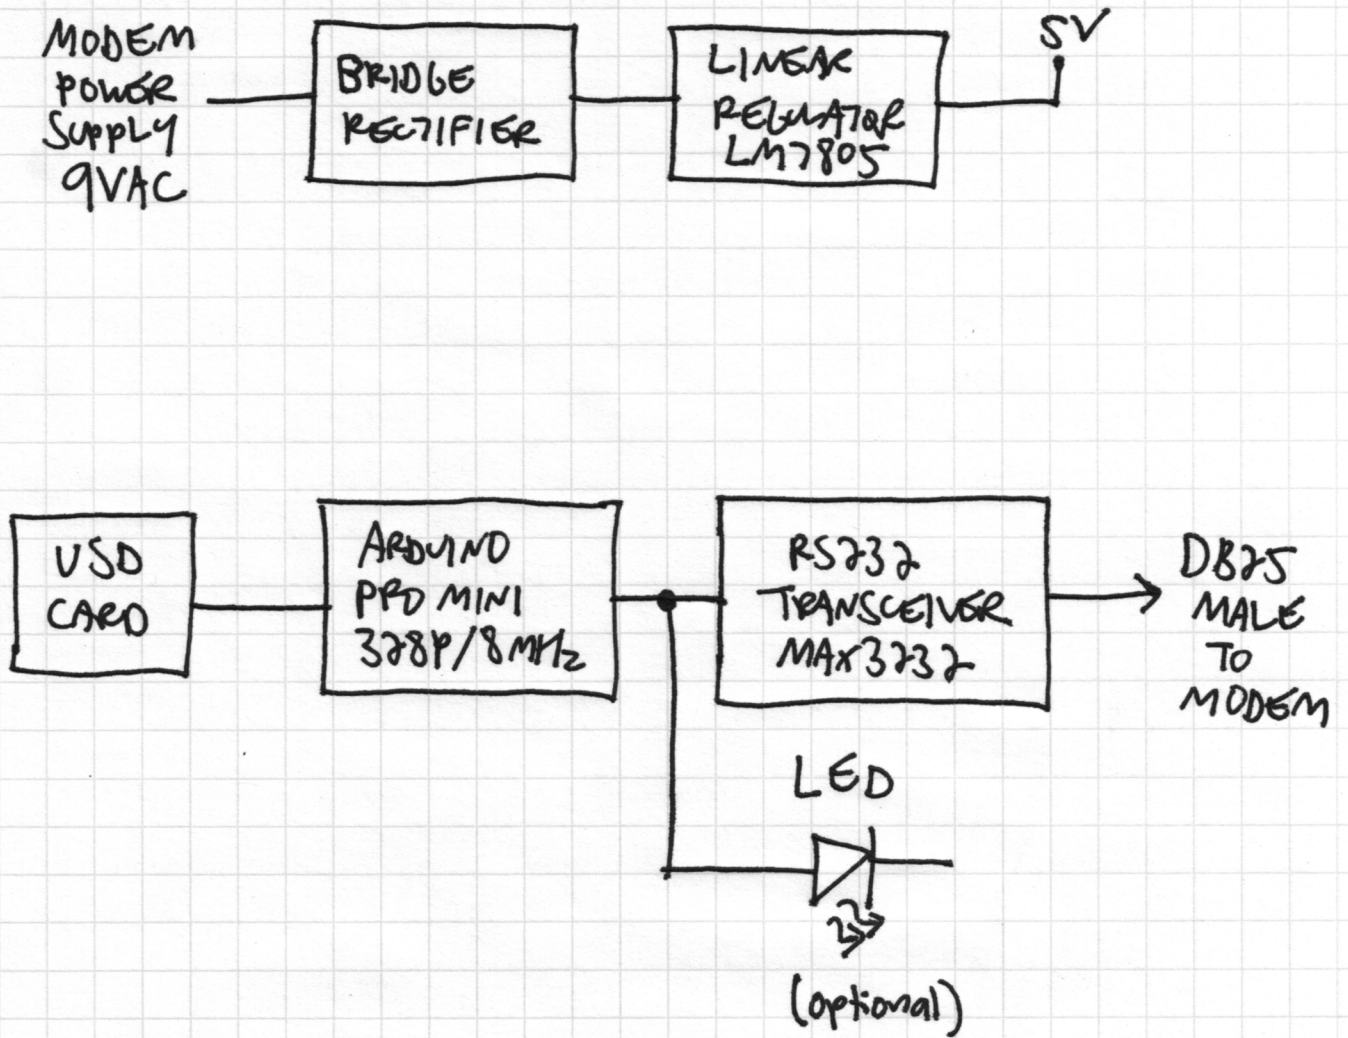 MODEM
POWER
SUPPLY
9VAC
BRIDGE
RECTIFIER
LINEAR
REGULATOR
LM7805
5V
USD
CARD
ARDUINO
PRO MINI
328P/8MHz
RS232
TRANSCEIVER
MAX3232
DB25
MALE
TO
MODEM
LED
(optional)